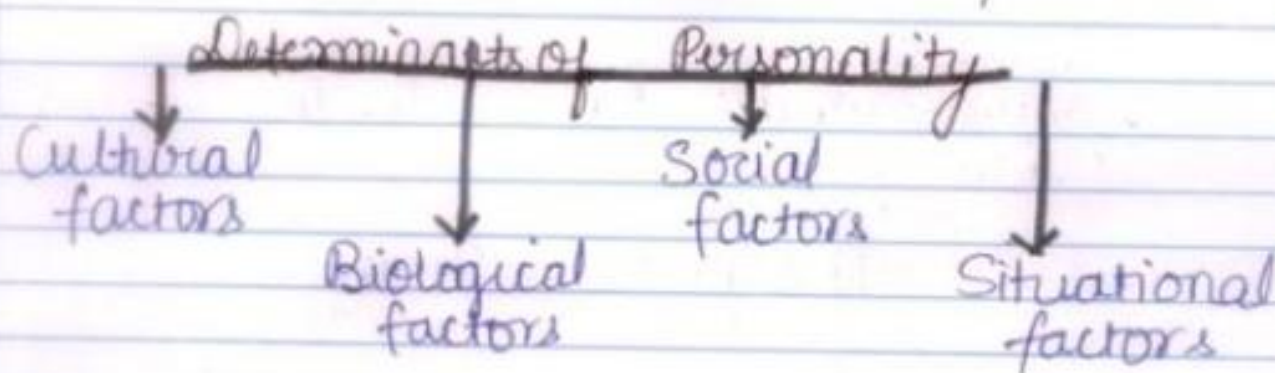 Determinants of Personality
Cultural
factors
Biological
factors
Social
factors
Situational
factors